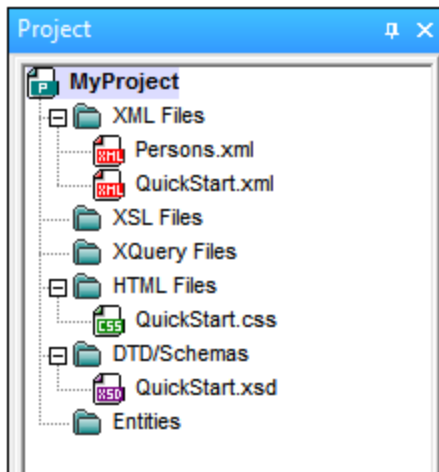 Project
MyProject
XML Files
XML Persons.xml
XML QuickStart.xml
XSL Files
XQuery Files
HTML Files
CSS QuickStart.css
DTD/Schemas
XSD QuickStart.xsd
Entities